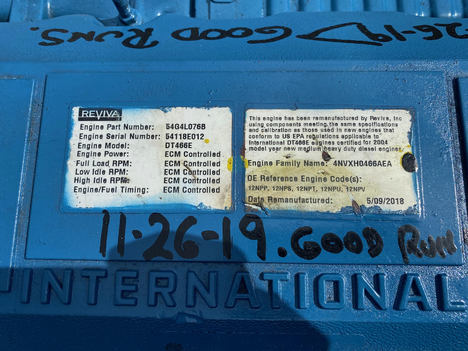 26-19 GOOD RUNS.
REVIVA
Engine Part Number: 54G4L076B
Engine Serial Number: 54118E012
Engine Model: DT466E
Engine Power: ECM Controlled
Full Load RPM: ECM Controlled
Low Idle RPM: ECM Controlled
High Idle RPM: ECM Controlled
Engine/Fuel Timing: ECM Controlled
This engine has been remanufactured by Reviva, Inc
using components meeting the same specifications
and calibration as those used in new engines that
conform to US EPA regulations applicable to
International DT466E engines certified for 2004
model year new medium heavy duty diesel engines.
Engine Family Name: 4NVXH0466AEA
OE Reference Engine Code(s):
12NPP, 12NPS, 12NPT, 12NPU, 12NPV
Date Remanufactured: 5/09/2018
11-26-19. GOOD RUN
INTERNATIONAL